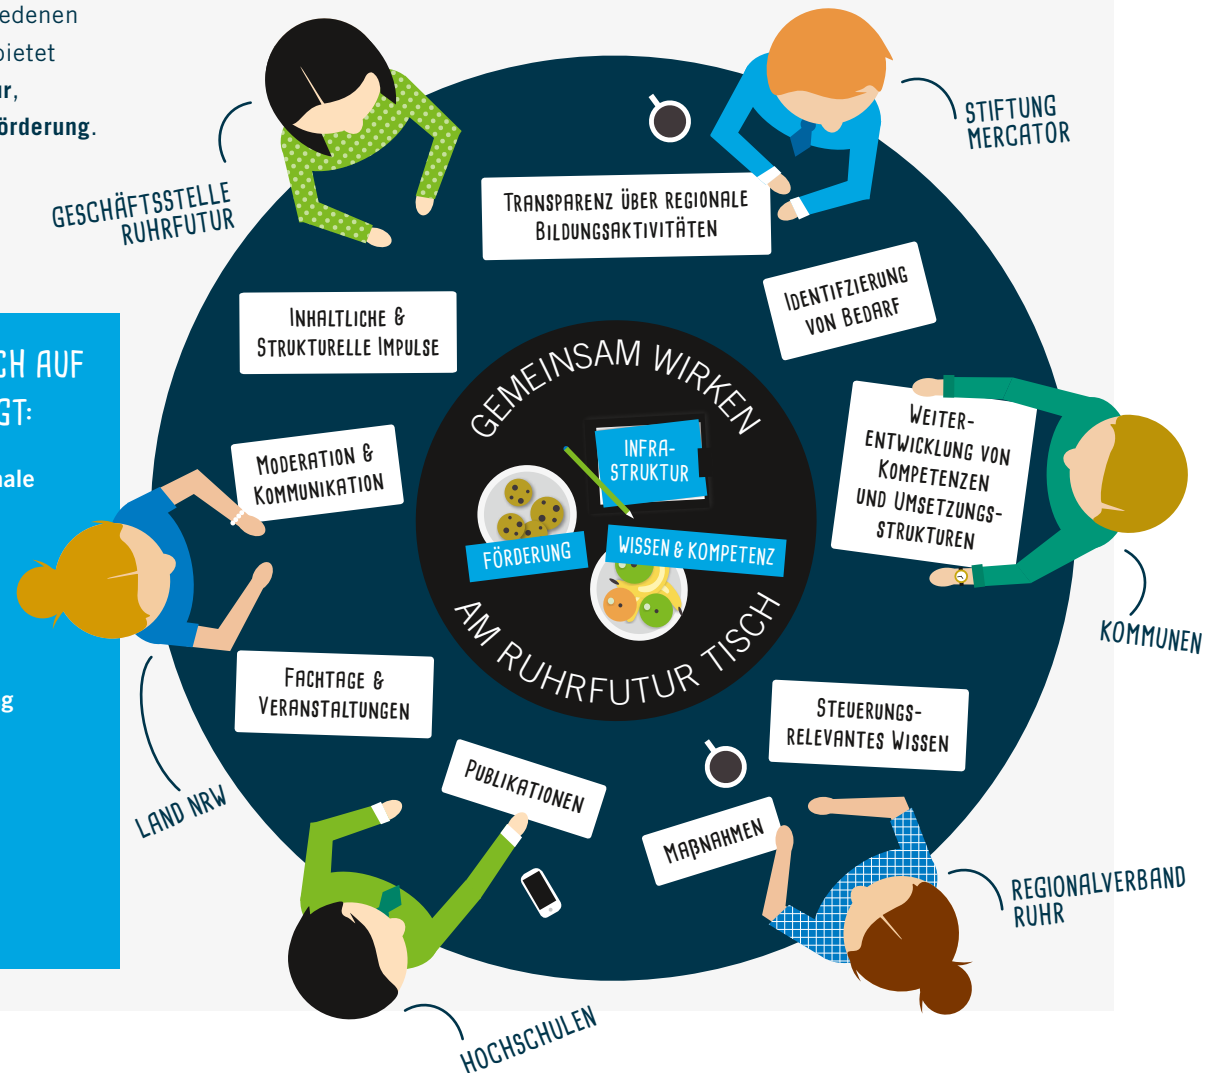 edenen
bietet
ur,
örderung.
CH AUF
GT:
nale
g
GESCHÄFTSSTELLE
RUHRFUTUR
STIFTUNG
MERCATOR
TRANSPARENZ ÜBER REGIONALE
BILDUNGSAKTIVITÄTEN
IDENTIFZIERUNG
VON BEDARF
INHALTLICHE &
STRUKTURELLE IMPULSE
WEITER-
ENTWICKLUNG VON
KOMPETENZEN
UND UMSETZUNGS-
STRUKTUREN
MODERATION &
KOMMUNIKATION
GEMEINSAM WIRKEN
INFRA-
STRUKTUR
FÖRDERUNG
WISSEN & KOMPETENZ
AM RUHRFUTUR TISCH
KOMMUNEN
FACHTAGE &
VERANSTALTUNGEN
STEUERUNGS-
RELEVANTES WISSEN
PUBLIKATIONEN
MAßNAHMEN
LAND NRW
REGIONALVERBAND
RUHR
HOCHSCHULEN